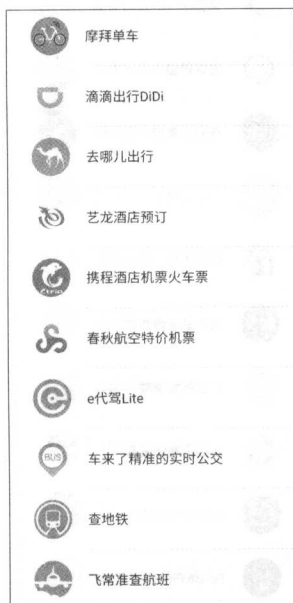 摩拜单车
滴滴出行DiDi
去哪儿出行
艺龙酒店预订
携程酒店机票火车票
Ctrip
春秋航空特价机票
e代驾Lite
BUS
车来了精准的实时公交
查地铁
飞常准查航班